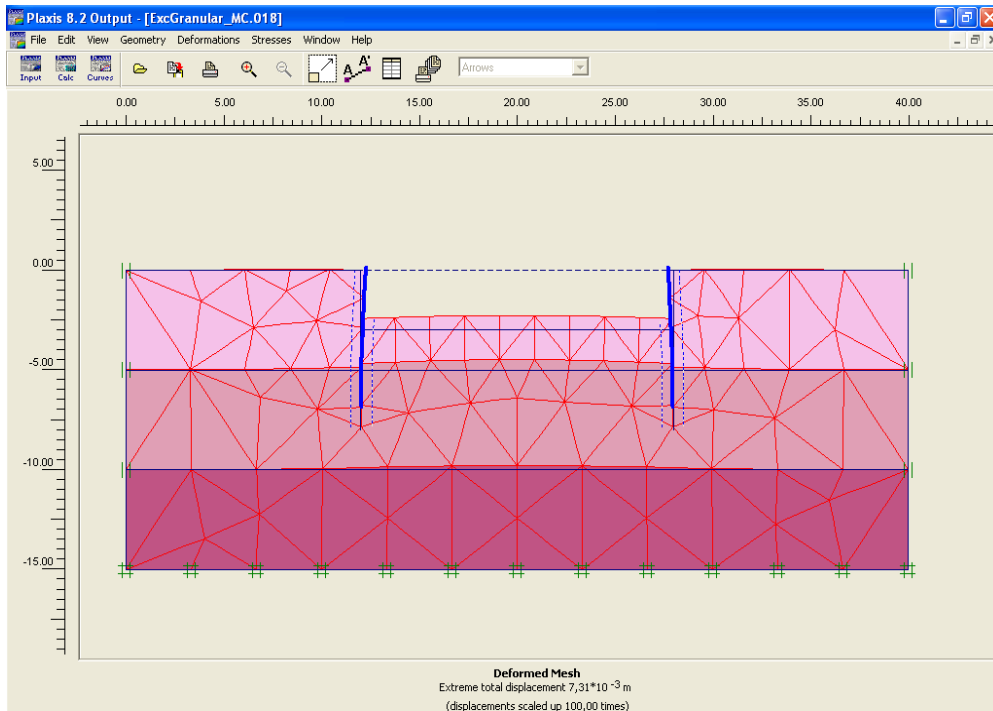 Plaxis 8.2 Output - [ExcGranular_MC.018]
File Edit View Geometry Deformations Stresses Window Help
Input Calc Curves A A' Arrows
0.00 5.00 10.00 15.00 20.00 25.00 30.00 35.00 40.00
5.00
0.00
-5.00
-10.00
-15.00
Deformed Mesh
Extreme total displacement 7,31*10 -3 m
(displacements scaled up 100,00 times)